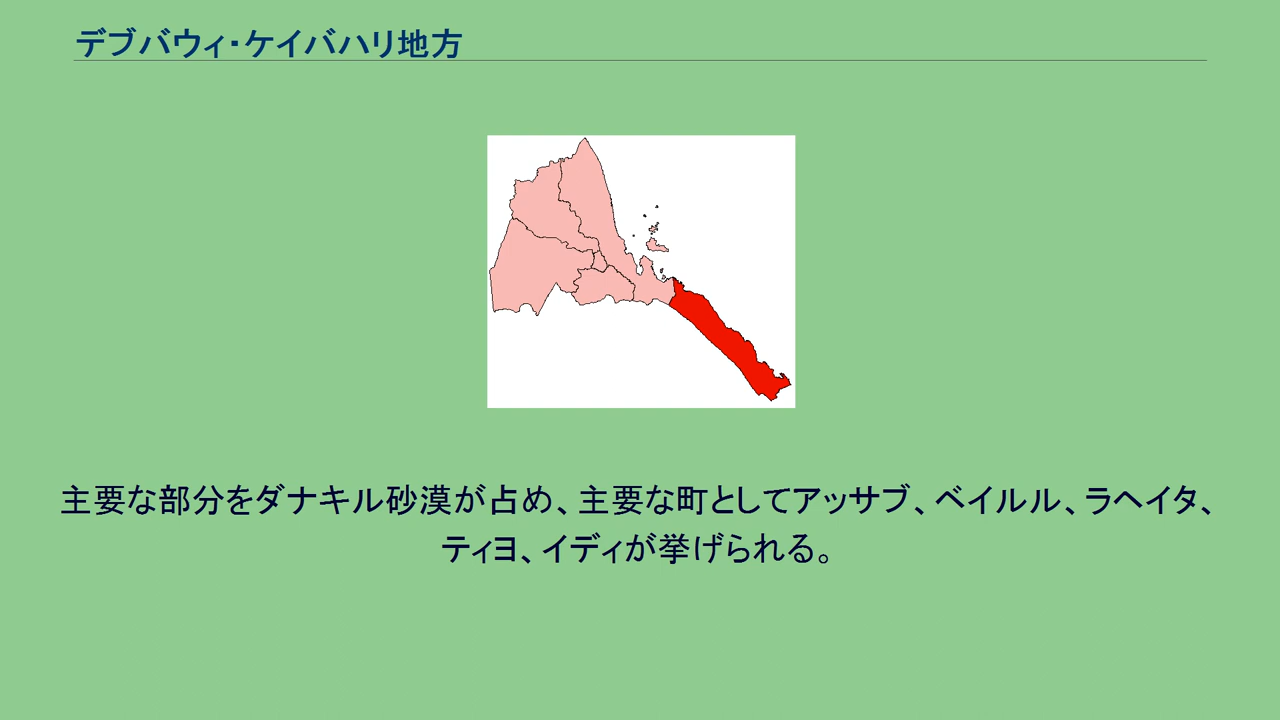 デブバウィ・ケイバハリ地方
主要な部分をダナキル砂漠が占め、主要な町としてアッサブ、ベイルル、ラヘイタ、
ティヨ、イディが挙げられる。